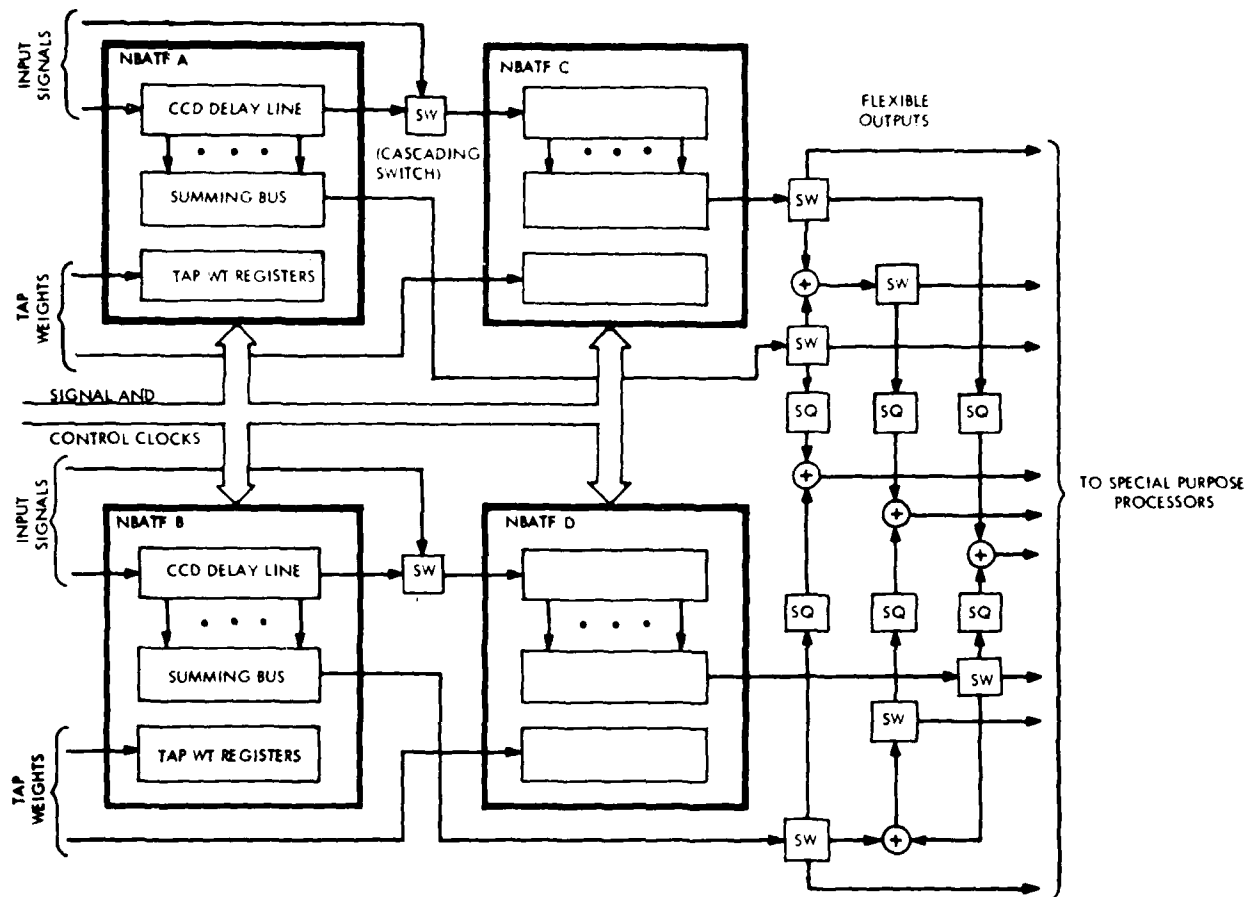 INPUT
SIGNALS
NBATF A
CCD DELAY LINE
SUMMING BUS
TAP WT REGISTERS
SW
(CASCADING
SWITCH)
NBATF C
TAP
WEIGHTS
SIGNAL AND
CONTROL CLOCKS
INPUT
SIGNALS
NBATF B
CCD DELAY LINE
SUMMING BUS
TAP WT REGISTERS
SW
NBATF D
TAP
WEIGHTS
FLEXIBLE
OUTPUTS
SW
+
SW
SW
SQ
SQ
SQ
+
+
+
SQ
SQ
SQ
SW
SW
SW
+
TO SPECIAL PURPOSE
PROCESSORS